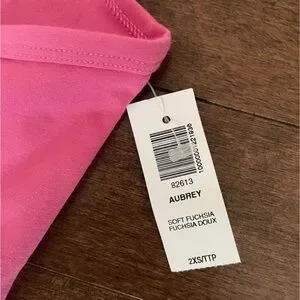 82613
AUBREY
SOFT FUCHSIA
FUCHSIA DOUX
2XS/TTP